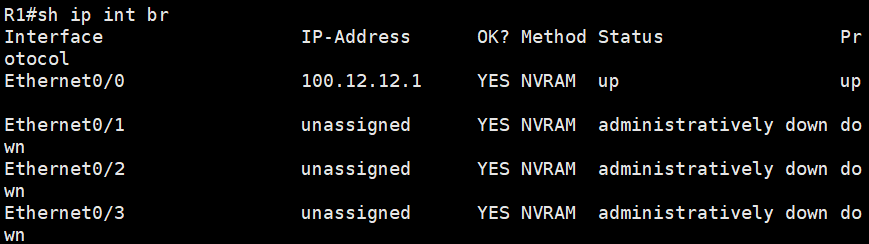 R1#sh ip int br
Interface                  IP-Address      OK? Method Status                Pr
otocol
Ethernet0/0                100.12.12.1     YES NVRAM  up                    up

Ethernet0/1                unassigned      YES NVRAM  administratively down do
wn
Ethernet0/2                unassigned      YES NVRAM  administratively down do
wn
Ethernet0/3                unassigned      YES NVRAM  administratively down do
wn